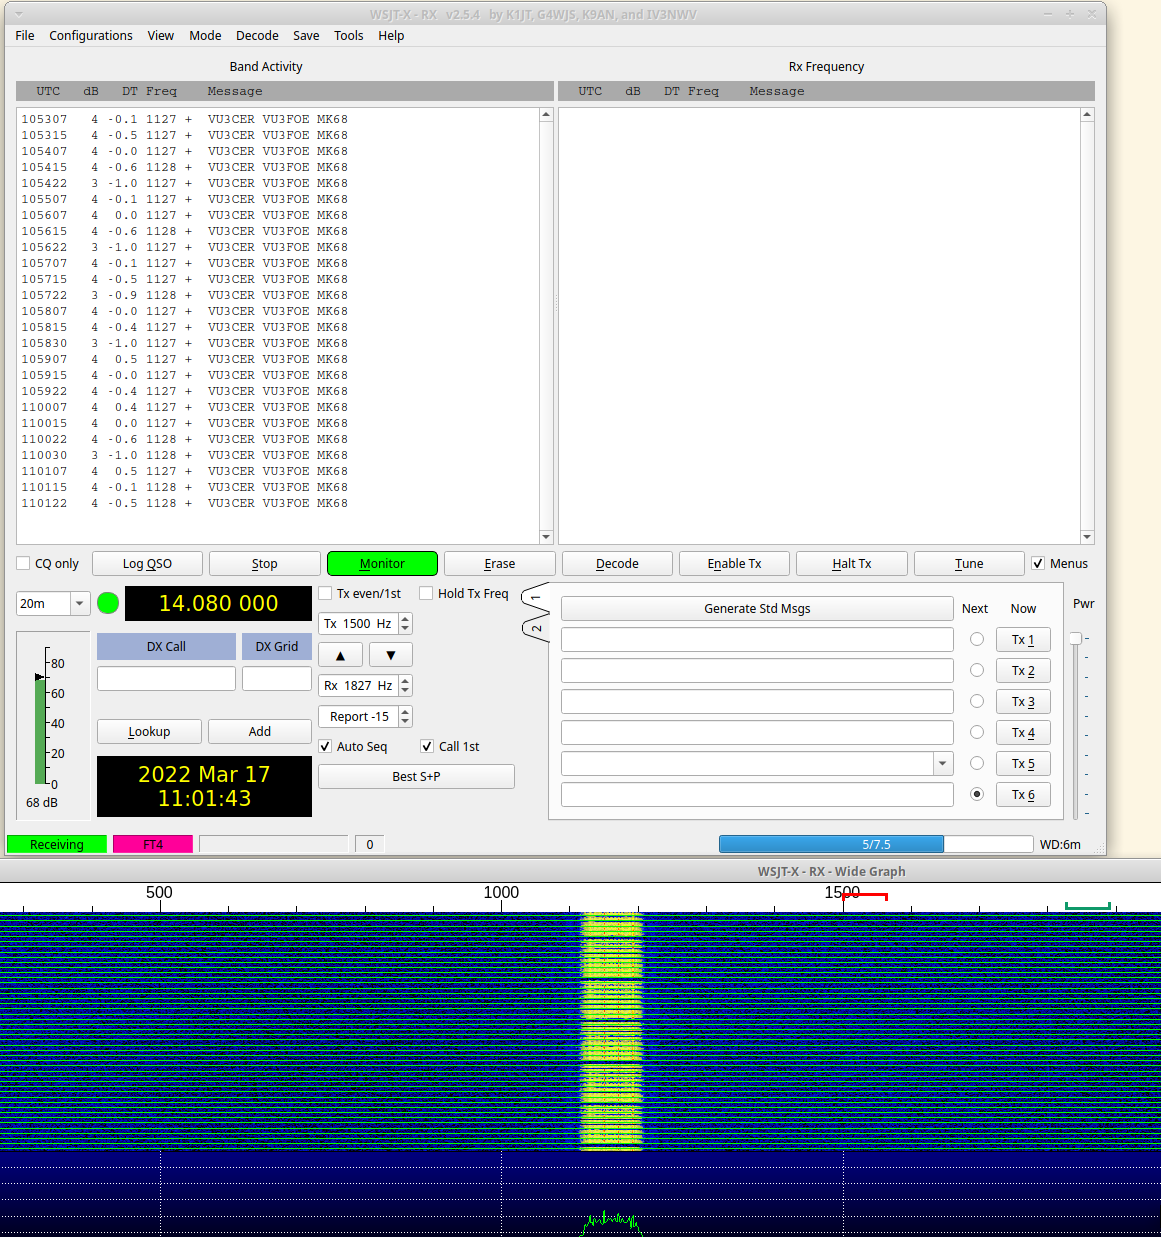 WSJT-X - RX   v2.5.4   by K1JT, G4WJS, K9AN, and IV3NWV
File Configurations View Mode Decode Save Tools Help
Band Activity
UTC dB DT Freq Message
105307 4 -0.1 1127 + VU3CER VU3FOE MK68
105315 4 -0.5 1127 + VU3CER VU3FOE MK68
105407 4 -0.0 1127 + VU3CER VU3FOE MK68
105415 4 -0.6 1128 + VU3CER VU3FOE MK68
105422 3 -1.0 1127 + VU3CER VU3FOE MK68
105507 4 -0.1 1127 + VU3CER VU3FOE MK68
105607 4 0.0 1127 + VU3CER VU3FOE MK68
105615 4 -0.6 1128 + VU3CER VU3FOE MK68
105622 3 -1.0 1127 + VU3CER VU3FOE MK68
105707 4 -0.1 1127 + VU3CER VU3FOE MK68
105715 4 -0.5 1127 + VU3CER VU3FOE MK68
105722 3 -0.9 1128 + VU3CER VU3FOE MK68
105807 4 -0.0 1127 + VU3CER VU3FOE MK68
105815 4 -0.4 1127 + VU3CER VU3FOE MK68
105830 3 -1.0 1127 + VU3CER VU3FOE MK68
105907 4 0.5 1127 + VU3CER VU3FOE MK68
105915 4 -0.0 1127 + VU3CER VU3FOE MK68
105922 4 -0.4 1127 + VU3CER VU3FOE MK68
110007 4 0.4 1127 + VU3CER VU3FOE MK68
110015 4 0.0 1127 + VU3CER VU3FOE MK68
110022 4 -0.6 1128 + VU3CER VU3FOE MK68
110030 3 -1.0 1128 + VU3CER VU3FOE MK68
110107 4 0.5 1127 + VU3CER VU3FOE MK68
110115 4 -0.1 1128 + VU3CER VU3FOE MK68
110122 4 -0.5 1128 + VU3CER VU3FOE MK68
Rx Frequency
UTC dB DT Freq Message
CQ only Log QSO Stop Monitor Erase Decode Enable Tx Halt Tx Tune Menus
20m 14.080 000
DX Call DX Grid
Lookup Add
2022 Mar 17
11:01:43
80
60
40
20
0
68 dB
Tx even/1st Hold Tx Freq
Tx 1500 Hz
▲ ▼
Rx 1827 Hz
Report -15
Auto Seq Call 1st
Best S+P
1
2
Generate Std Msgs Next Now Pwr
Tx 1
Tx 2
Tx 3
Tx 4
Tx 5
Tx 6
Receiving FT4 0 5/7.5 WD:6m
WSJT-X - RX - Wide Graph
500 1000 1500